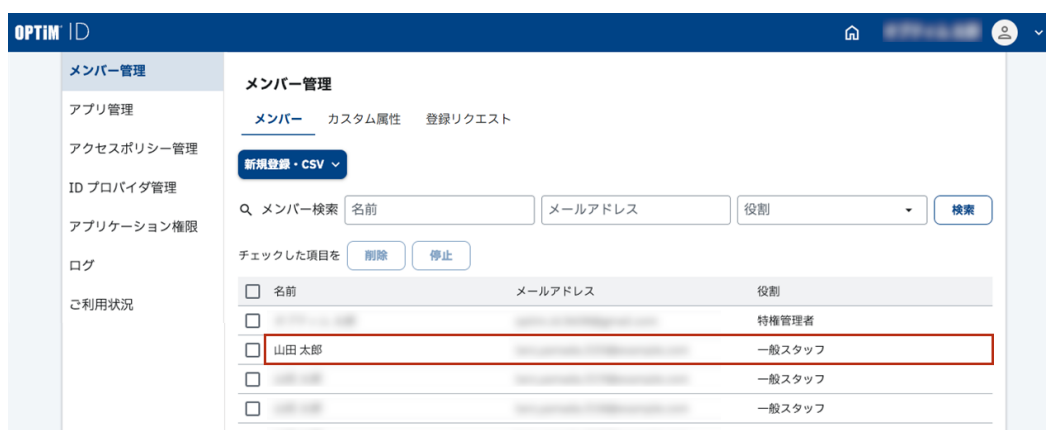 OPTiM ID
メンバー管理
アプリ管理
アクセスポリシー管理
ID プロバイダ管理
アプリケーション権限
ログ
ご利用状況
メンバー管理
メンバー カスタム属性 登録リクエスト
新規登録・CSV
メンバー検索 名前 メールアドレス 役割 検索
チェックした項目を 削除 停止
名前 メールアドレス 役割
特権管理者
山田 太郎 一般スタッフ
一般スタッフ
一般スタッフ